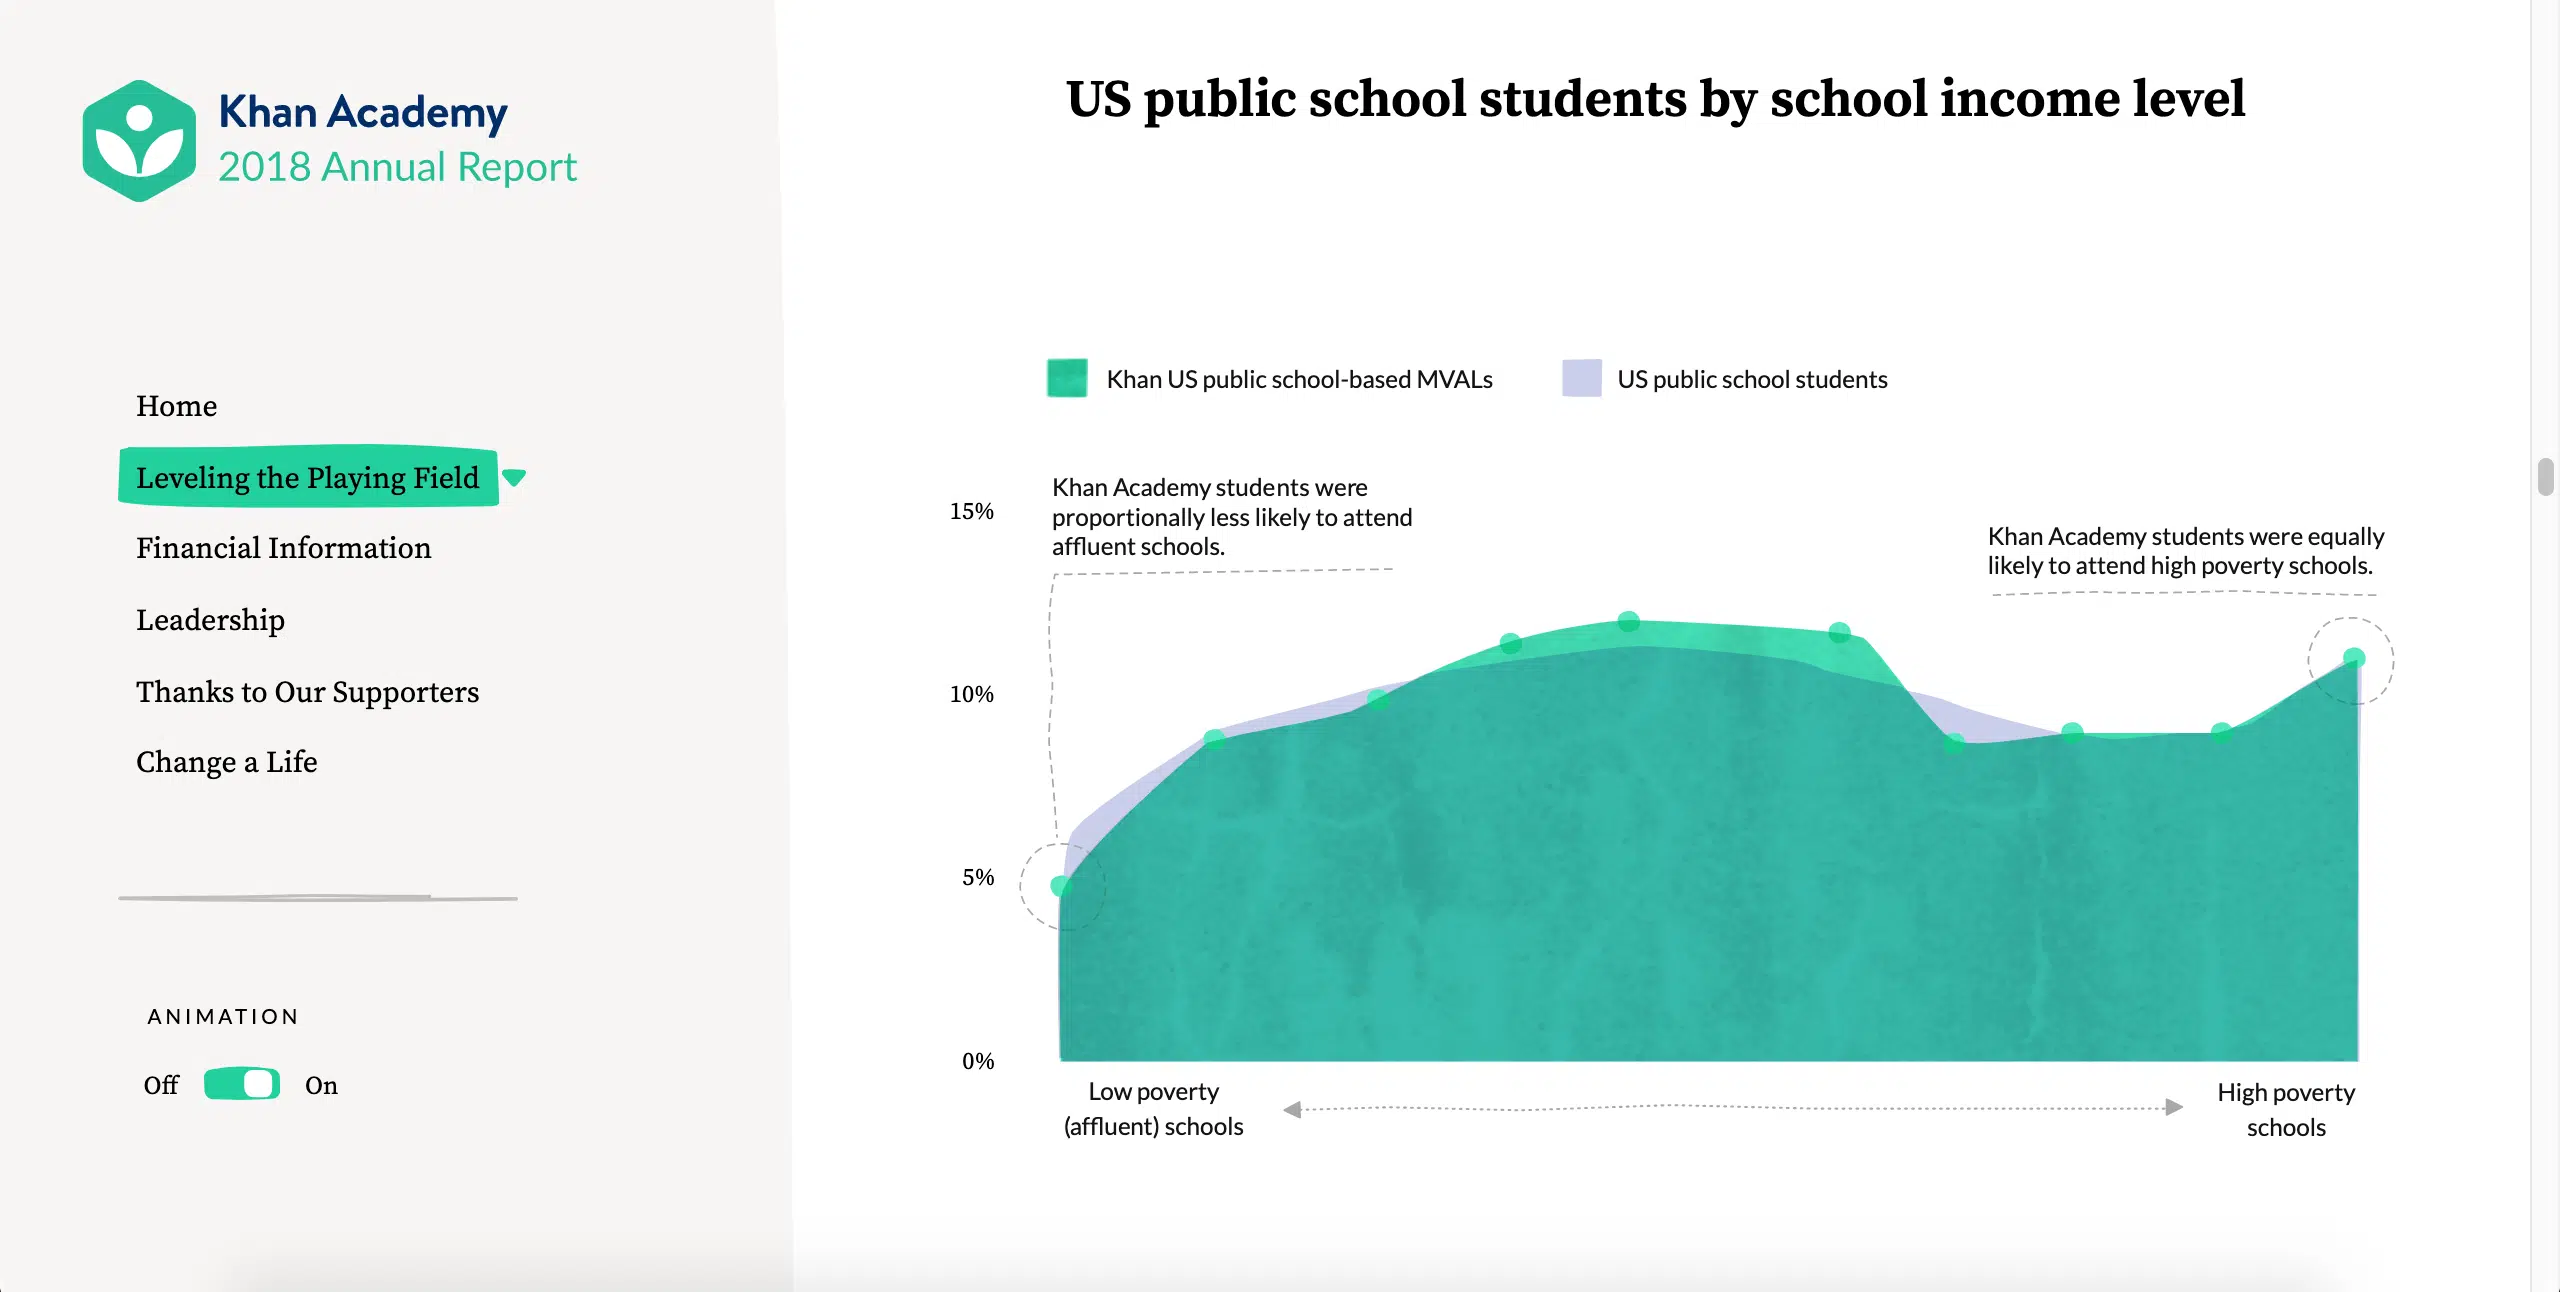 Khan Academy
2018 Annual Report
Home
Leveling the Playing Field
Financial Information
Leadership
Thanks to Our Supporters
Change a Life
ANIMATION
Off On
US public school students by school income level
Khan US public school-based MVALs
US public school students
Khan Academy students were
proportionally less likely to attend
affluent schools.
Khan Academy students were equally
likely to attend high poverty schools.
15%
10%
5%
0%
Low poverty
(affluent) schools
High poverty
schools